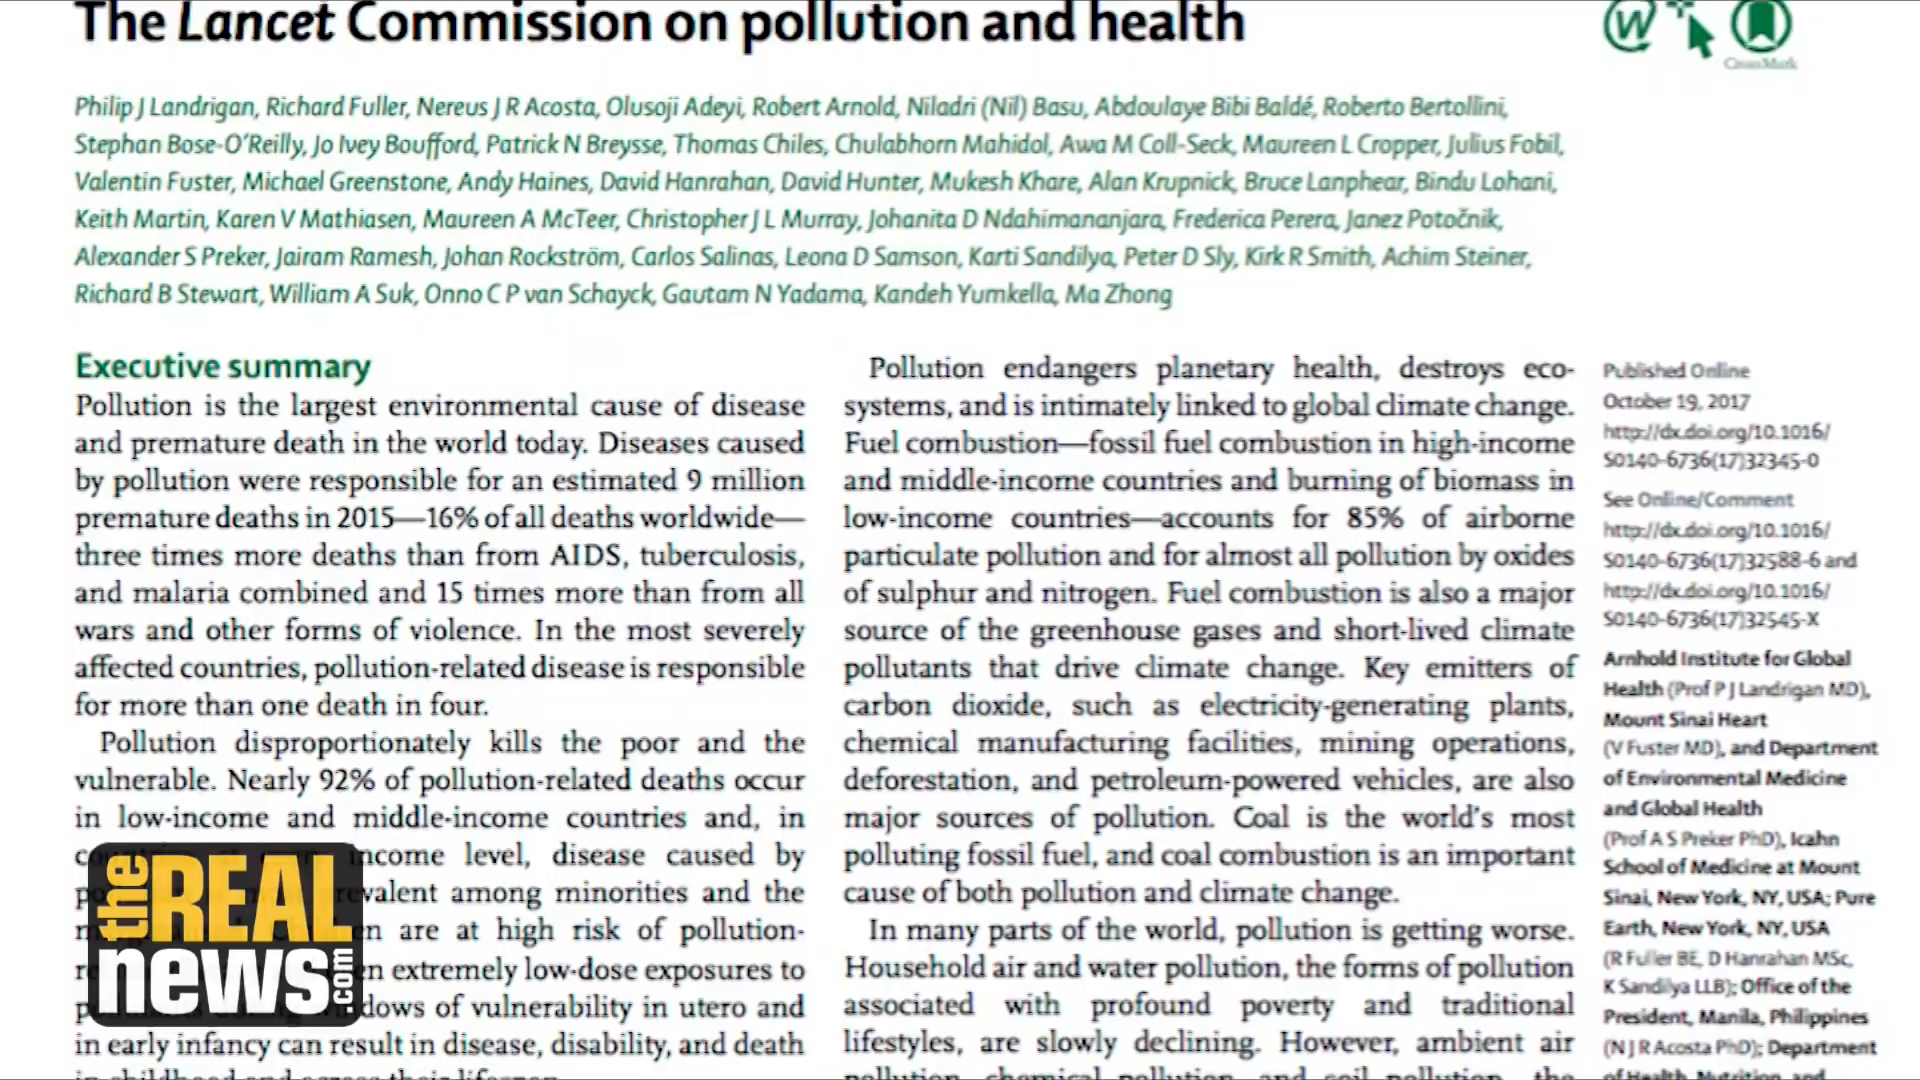 The Lancet Commission on pollution and health
CrossMark
Philip J Landrigan, Richard Fuller, Nereus J R Acosta, Olusoji Adeyi, Robert Arnold, Niladri (Nil) Basu, Abdoulaye Bibi Baldé, Roberto Bertollini,
Stephan Bose-O'Reilly, Jo Ivey Boufford, Patrick N Breysse, Thomas Chiles, Chulabhorn Mahidol, Awa M Coll-Seck, Maureen L Cropper, Julius Fobil,
Valentin Fuster, Michael Greenstone, Andy Haines, David Hanrahan, David Hunter, Mukesh Khare, Alan Krupnick, Bruce Lanphear, Bindu Lohani,
Keith Martin, Karen V Mathiasen, Maureen A McTeer, Christopher J L Murray, Johanita D Ndahimananjara, Frederica Perera, Janez Potočnik,
Alexander S Preker, Jairam Ramesh, Johan Rockström, Carlos Salinas, Leona D Samson, Karti Sandilya, Peter D Sly, Kirk R Smith, Achim Steiner,
Richard B Stewart, William A Suk, Onno C P van Schayck, Gautam N Yadama, Kandeh Yumkella, Ma Zhong
Executive summary
Pollution is the largest environmental cause of disease
and premature death in the world today. Diseases caused
by pollution were responsible for an estimated 9 million
premature deaths in 2015—16% of all deaths worldwide—
three times more deaths than from AIDS, tuberculosis,
and malaria combined and 15 times more than from all
wars and other forms of violence. In the most severely
affected countries, pollution-related disease is responsible
for more than one death in four.
Pollution disproportionately kills the poor and the
vulnerable. Nearly 92% of pollution-related deaths occur
in low-income and middle-income countries and, in
income level, disease caused by
prevalent among minorities and the
are at high risk of pollution-
extremely low-dose exposures to
windows of vulnerability in utero and
in early infancy can result in disease, disability, and death
Pollution endangers planetary health, destroys eco-
systems, and is intimately linked to global climate change.
Fuel combustion—fossil fuel combustion in high-income
and middle-income countries and burning of biomass in
low-income countries—accounts for 85% of airborne
particulate pollution and for almost all pollution by oxides
of sulphur and nitrogen. Fuel combustion is also a major
source of the greenhouse gases and short-lived climate
pollutants that drive climate change. Key emitters of
carbon dioxide, such as electricity-generating plants,
chemical manufacturing facilities, mining operations,
deforestation, and petroleum-powered vehicles, are also
major sources of pollution. Coal is the world's most
polluting fossil fuel, and coal combustion is an important
cause of both pollution and climate change.
In many parts of the world, pollution is getting worse.
Household air and water pollution, the forms of pollution
associated with profound poverty and traditional
lifestyles, are slowly declining. However, ambient air
pollution, chemical pollution, and soil pollution, the
Published Online
October 19, 2017
http://dx.doi.org/10.1016/
S0140-6736(17)32345-0
See Online/Comment
http://dx.doi.org/10.1016/
S0140-6736(17)32588-6 and
http://dx.doi.org/10.1016/
S0140-6736(17)32545-X
Arnhold Institute for Global
Health (Prof P J Landrigan MD),
Mount Sinai Heart
(V Fuster MD), and Department
of Environmental Medicine
and Global Health
(Prof A S Preker PhD), Icahn
School of Medicine at Mount
Sinai, New York, NY, USA; Pure
Earth, New York, NY, USA
(R Fuller BE, D Hanrahan MSc,
K Sandilya LLB); Office of the
President, Manila, Philippines
(N J R Acosta PhD); Department
of Health, Nutrition, and
the REAL
news.com